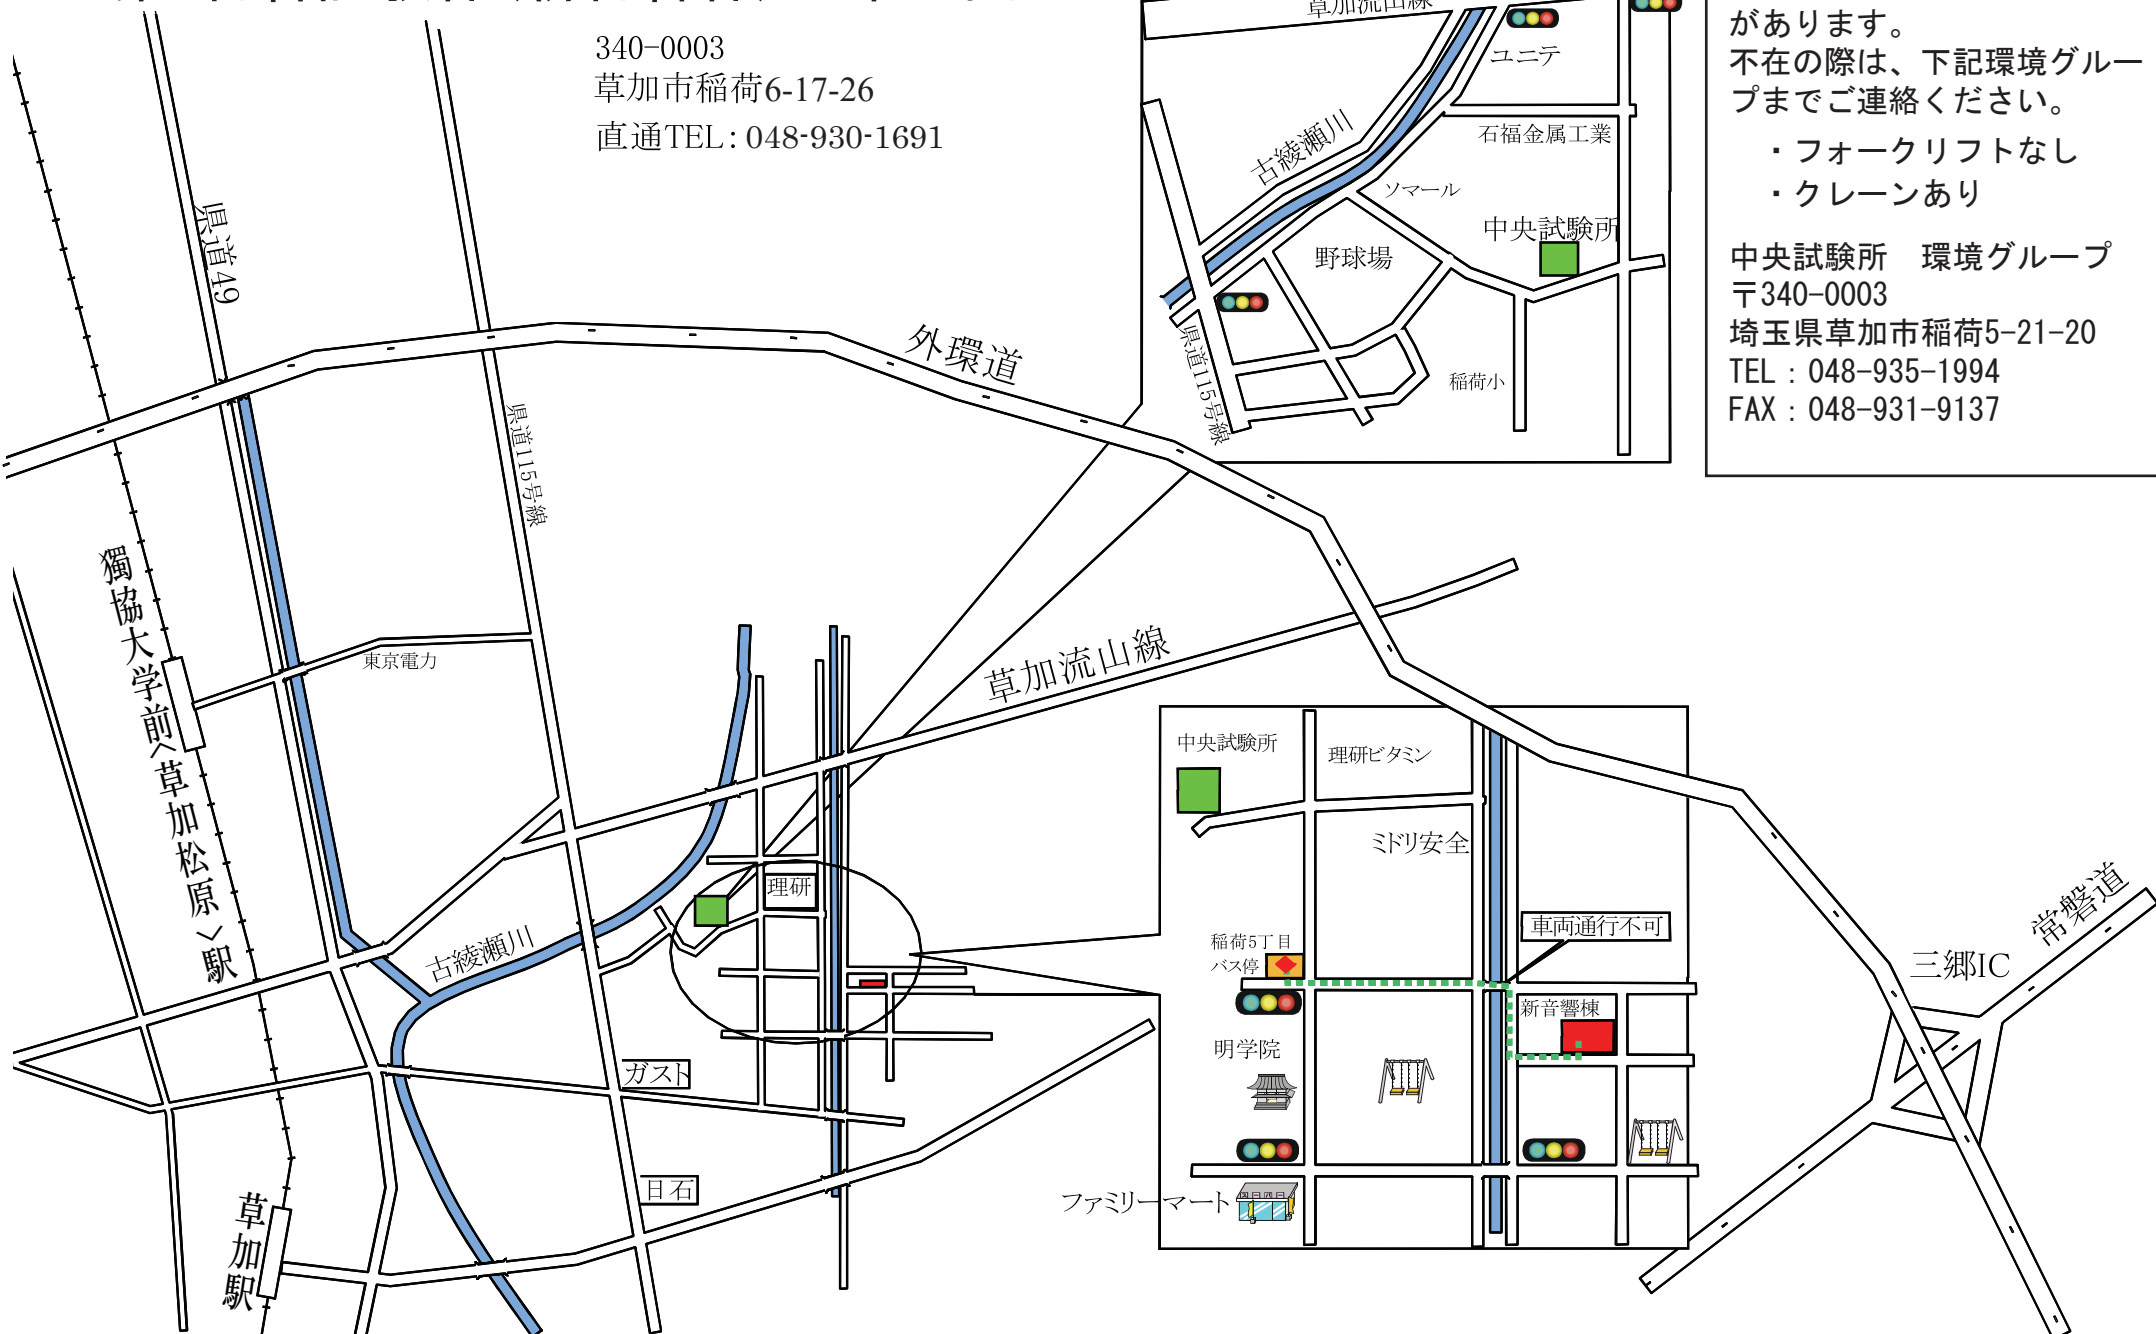 340-0003
草加市稲荷6-17-26
直通TEL：048-930-1691
草加流山線
ユニテ
石福金属工業
古綾瀬川
ソマール
中央試験所
野球場
稲荷小
県道115号線
があります。
不在の際は、下記環境グルー
プまでご連絡ください。
・フォークリフトなし
・クレーンあり
中央試験所　環境グループ
〒340-0003
埼玉県草加市稲荷5-21-20
TEL：048-935-1994
FAX：048-931-9137
県道49
外環道
県道115号線
獨協大学前〈草加松原〉駅
東京電力
草加流山線
理研
古綾瀬川
ガスト
日石
草加駅
中央試験所
理研ビタミン
ミドリ安全
車両通行不可
稲荷5丁目
バス停
新音響棟
明学院
ファミリーマート
三郷IC
常磐道